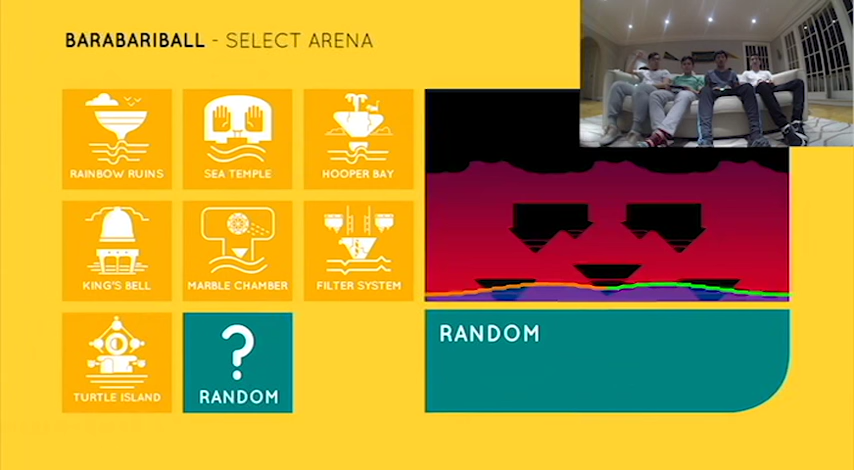 BARABARIBALL - SELECT ARENA
RAINBOW RUINS
SEA TEMPLE
HOOPER BAY
KING'S BELL
MARBLE CHAMBER
FILTER SYSTEM
TURTLE ISLAND
?
RANDOM
RANDOM